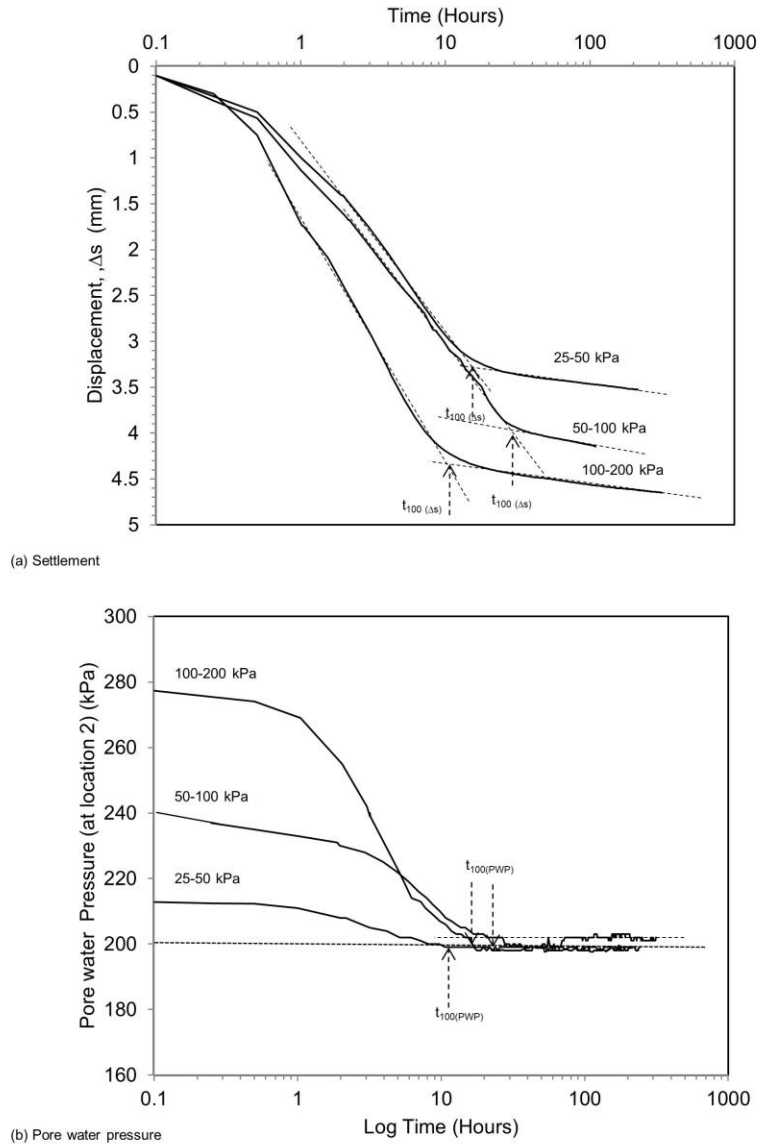 Time (Hours)
0.1 1 10 100 1000
0
0.5
1
1.5
2
2.5
3
3.5
4
4.5
5
Displacement, ,Δs (mm)
25-50 kPa
t100 (Δs)
50-100 kPa
100-200 kPa
t100 (Δs)
t100 (Δs)
(a) Settlement
300
280
260
240
220
200
180
160
Pore water Pressure (at location 2) (kPa)
100-200 kPa
50-100 kPa
25-50 kPa
t100(PWP)
t100(PWP)
0.1 1 10 100 1000
Log Time (Hours)
(b) Pore water pressure